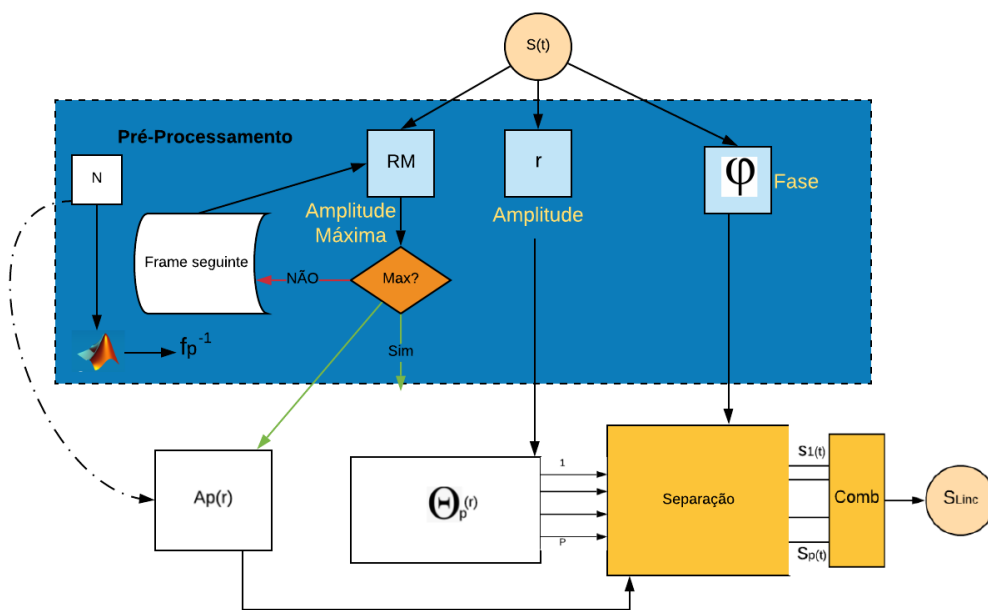 S(t)
Pré-Processamento
N
RM
r
φ
Fase
Amplitude
Máxima
Amplitude
Frame seguinte
NÃO
Max?
fp⁻¹
Sim
Ap(r)
Θp(r)
1
P
Separação
S1(t)
Sp(t)
Comb
SLinc